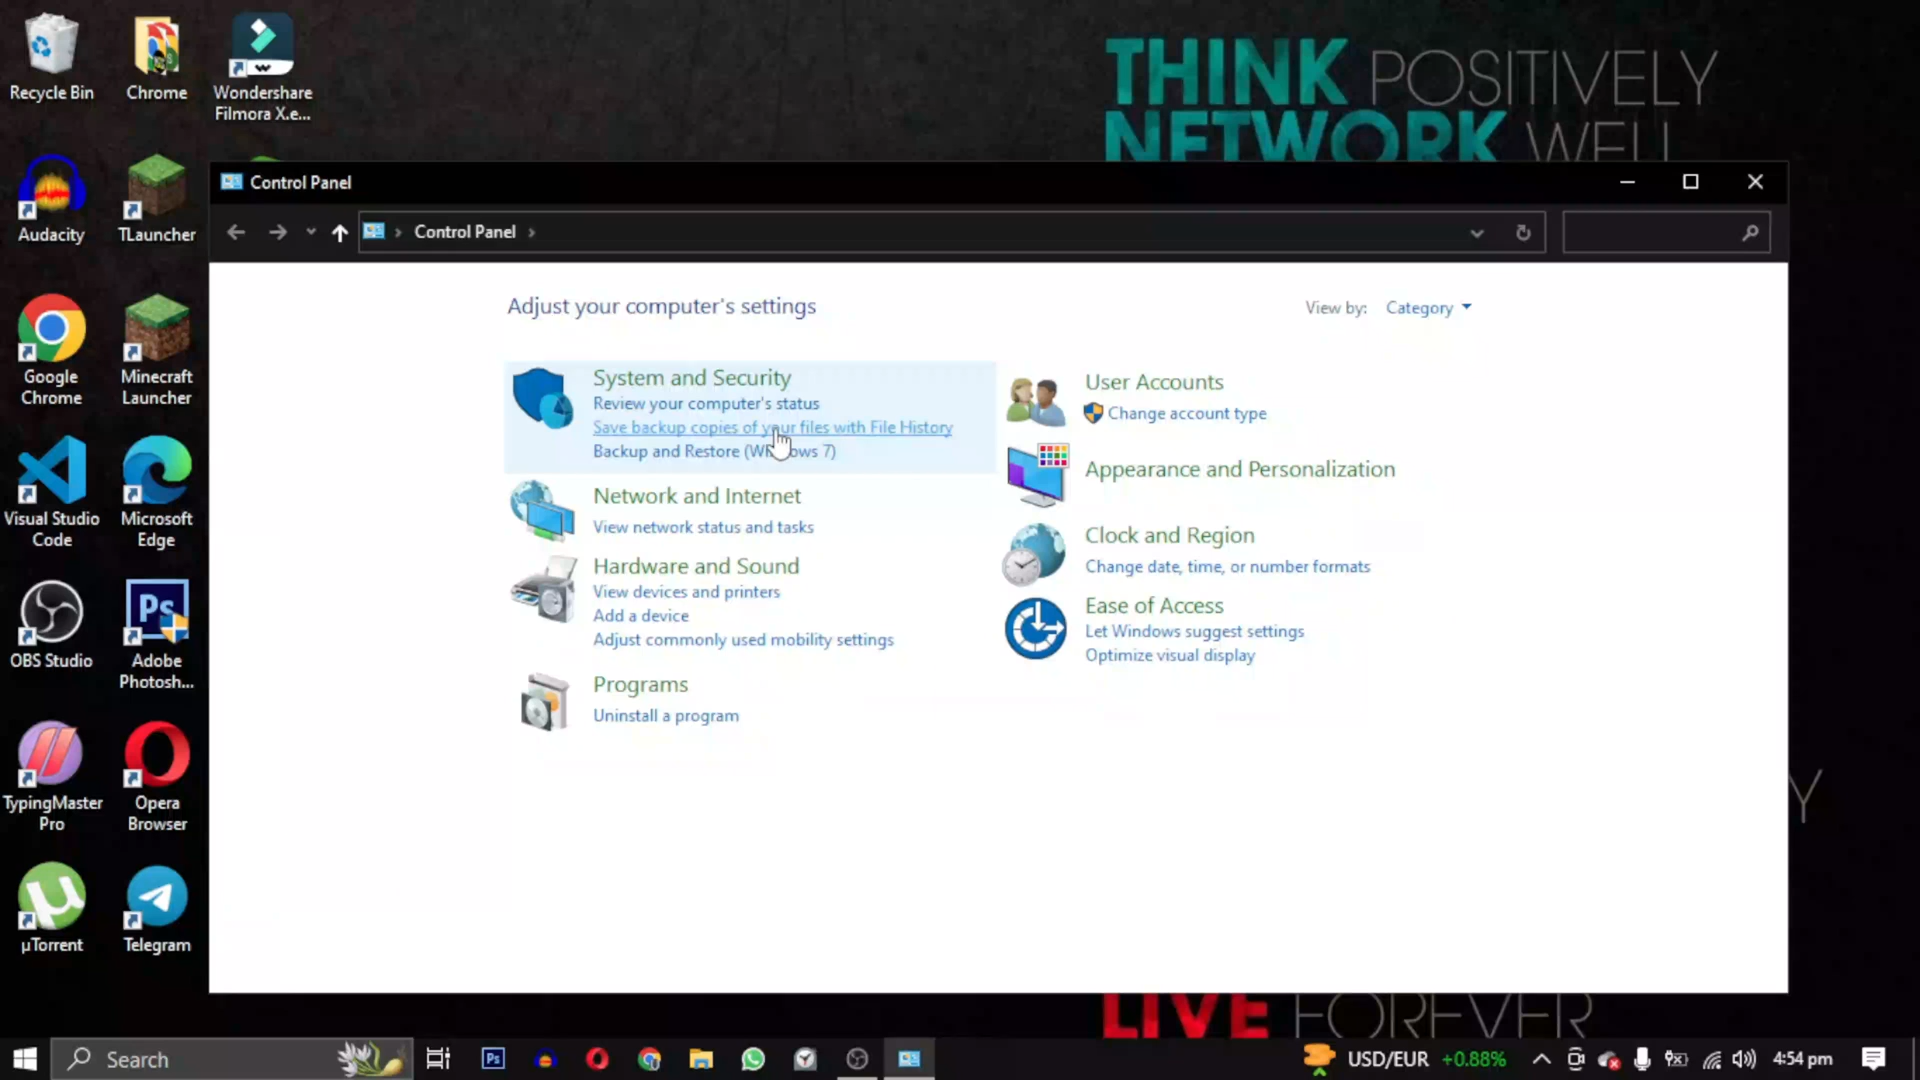 Recycle Bin
Chrome
Wondershare
Filmora X.e...
THINK POSITIVELY
NETWORK WELL
Audacity
TLauncher
Google
Chrome
Minecraft
Launcher
Visual Studio
Code
Microsoft
Edge
OBS Studio
Adobe
Photosh...
TypingMaster
Pro
Opera
Browser
µTorrent
Telegram
Control Panel
Control Panel
Adjust your computer's settings
View by: Category
System and Security
Review your computer's status
Save backup copies of your files with File History
Backup and Restore (Windows 7)
Network and Internet
View network status and tasks
Hardware and Sound
View devices and printers
Add a device
Adjust commonly used mobility settings
Programs
Uninstall a program
User Accounts
Change account type
Appearance and Personalization
Clock and Region
Change date, time, or number formats
Ease of Access
Let Windows suggest settings
Optimize visual display
Y
LIVE FOREVER
Search
Ps
Ps
USD/EUR +0.88%
4:54 pm